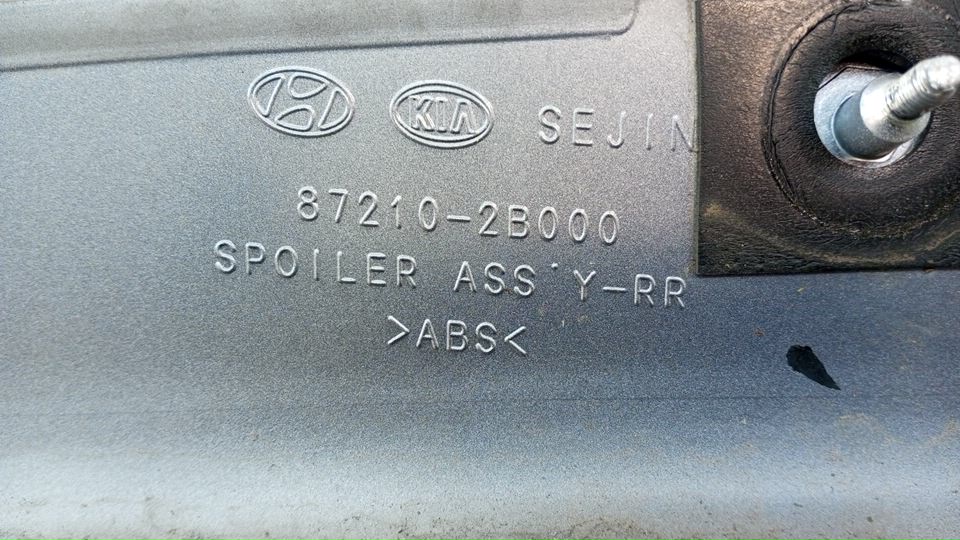 KIA SEJIN
87210-2B000
SPOILER ASS'Y-RR
>ABS<